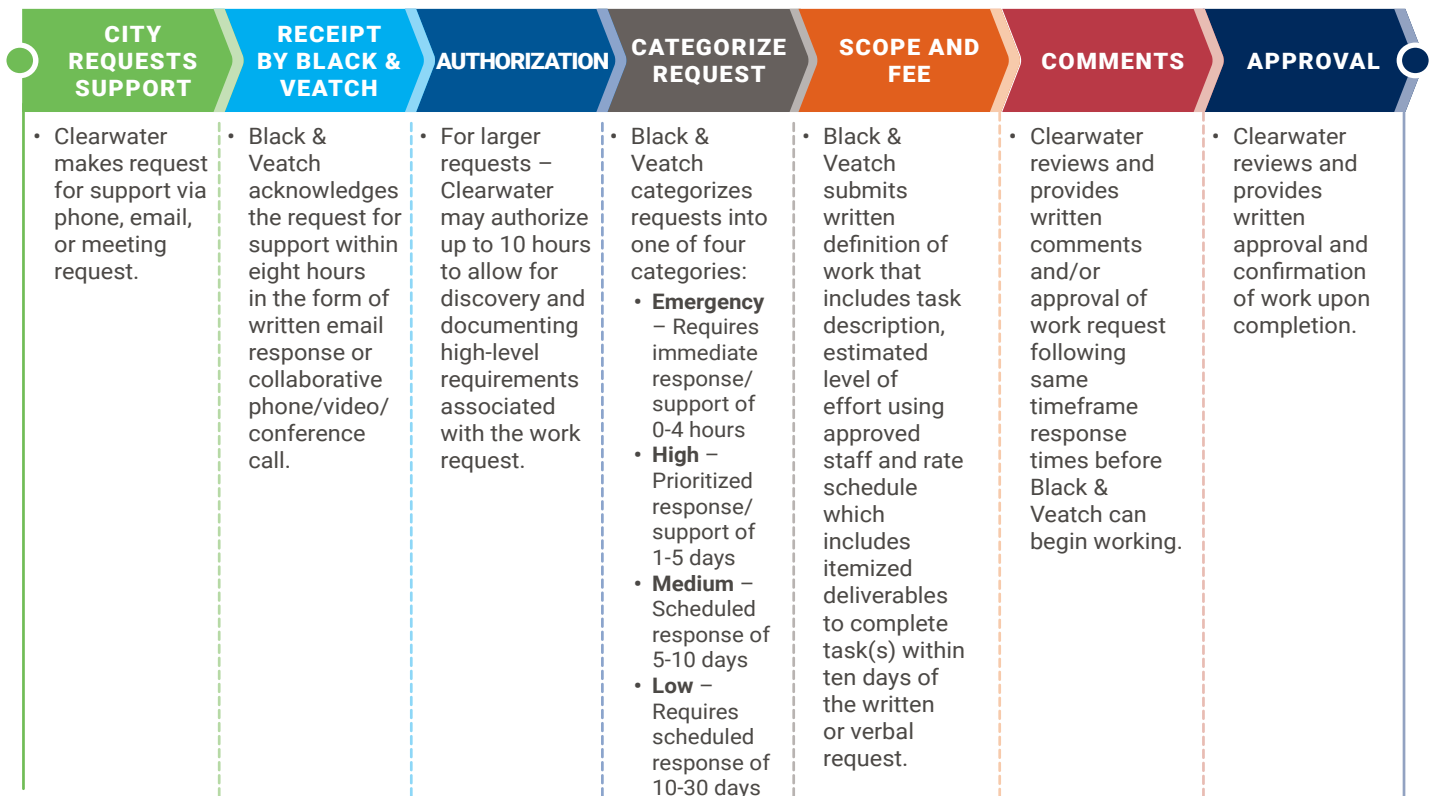 CITY
REQUESTS
SUPPORT
RECEIPT
BY BLACK &
VEATCH
AUTHORIZATION
CATEGORIZE
REQUEST
SCOPE AND
FEE
COMMENTS
APPROVAL
• Clearwater
makes request
for support via
phone, email,
or meeting
request.
• Black &
Veatch
acknowledges
the request for
support within
eight hours
in the form of
written email
response or
collaborative
phone/video/
conference
call.
• For larger
requests –
Clearwater
may authorize
up to 10 hours
to allow for
discovery and
documenting
high-level
requirements
associated
with the work
request.
• Black &
Veatch
categorizes
requests into
one of four
categories:
• Emergency
– Requires
immediate
response/
support of
0-4 hours
• High –
Prioritized
response/
support of
1-5 days
• Medium –
Scheduled
response of
5-10 days
• Low –
Requires
scheduled
response of
10-30 days
• Black &
Veatch
submits
written
definition of
work that
includes task
description,
estimated
level of
effort using
approved
staff and rate
schedule
which
includes
itemized
deliverables
to complete
task(s) within
ten days of
the written
or verbal
request.
• Clearwater
reviews and
provides
written
comments
and/or
approval of
work request
following
same
timeframe
response
times before
Black &
Veatch can
begin working.
• Clearwater
reviews and
provides
written
approval and
confirmation
of work upon
completion.